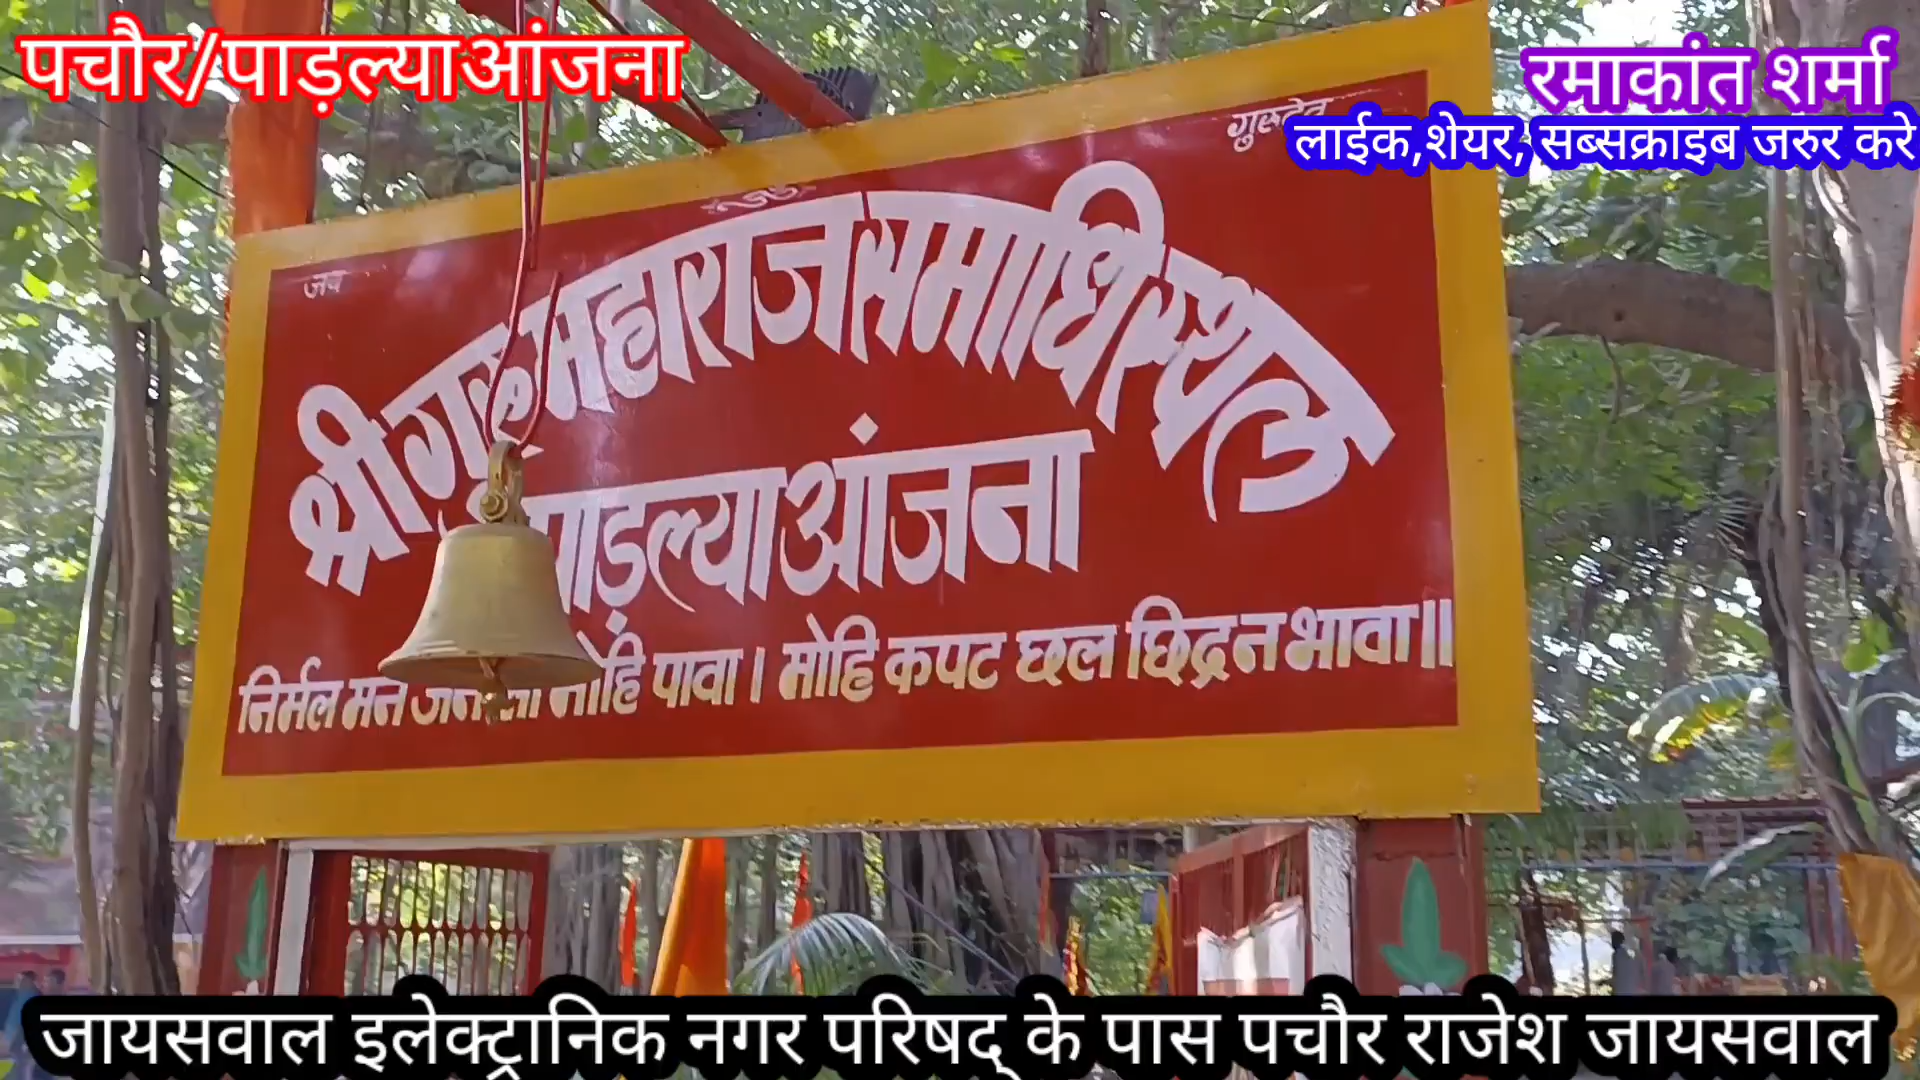 पचौर/पाड़ल्याआंजना
रमाकांत शर्मा
लाईक,शेयर, सब्सक्राइब जरुर करे
जय
श्री गुरु महाराज समाधि स्थल
पाड़ल्या आंजना
निर्मल मन जन मोहि पावा। मोहि कपट छल छिद्र न भावा॥
जायसवाल इलेक्ट्रानिक नगर परिषद् के पास पचौर राजेश जायसवाल